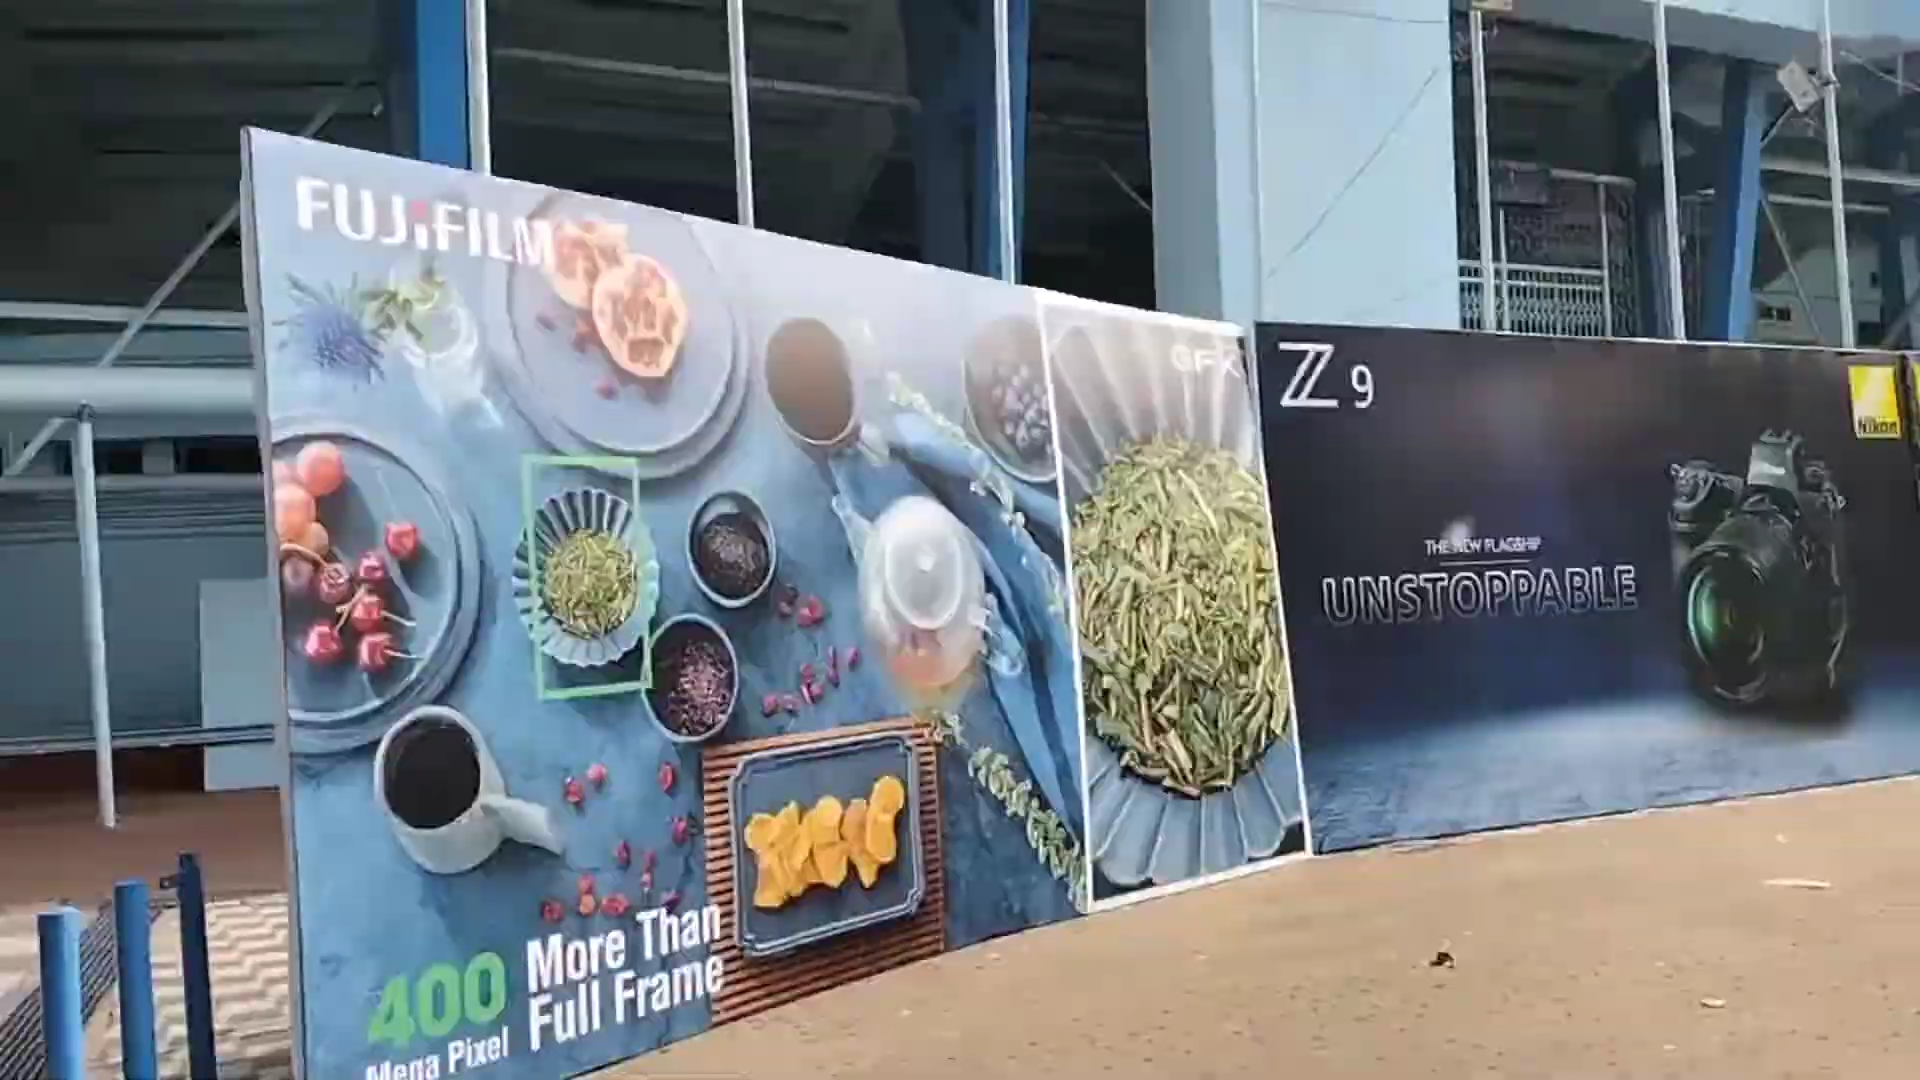 FUJIFILM
GFX
400
Mega Pixel
More Than
Full Frame
Z 9
Nikon
THE NEW FLAGSHIP
UNSTOPPABLE